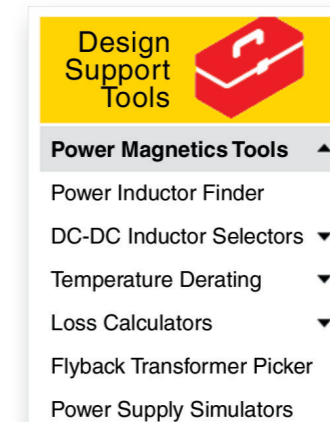 Design
Support
Tools
Power Magnetics Tools
Power Inductor Finder
DC-DC Inductor Selectors
Temperature Derating
Loss Calculators
Flyback Transformer Picker
Power Supply Simulators